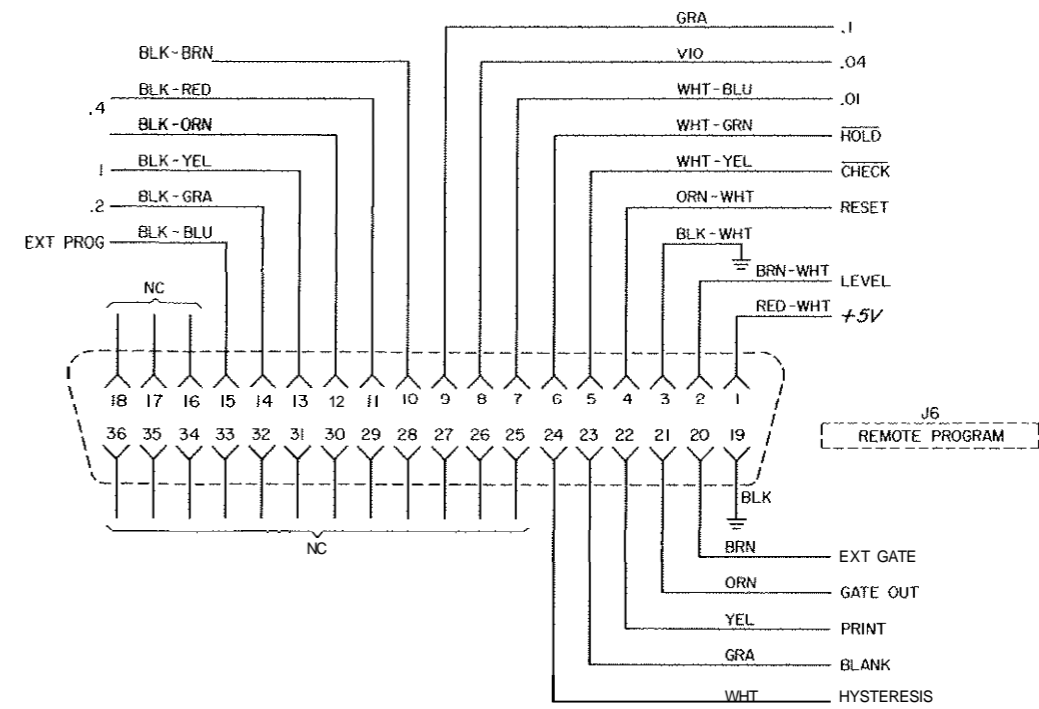 GRA .1
BLK-BRN VIO .04
.4 BLK-RED WHT-BLU .01
BLK-ORN WHT-GRN HOLD
1 BLK-YEL WHT-YEL CHECK
.2 BLK-GRA ORN-WHT RESET
EXT PROG BLK-BLU BLK-WHT
BRN-WHT LEVEL
NC
RED-WHT +5V
18 17 16 15 14 13 12 11 10 9 8 7 6 5 4 3 2 1
J6
36 35 34 33 32 31 30 29 28 27 26 25 24 23 22 21 20 19
REMOTE PROGRAM
BLK
NC
BRN EXT GATE
ORN GATE OUT
YEL PRINT
GRA BLANK
WHT HYSTERESIS